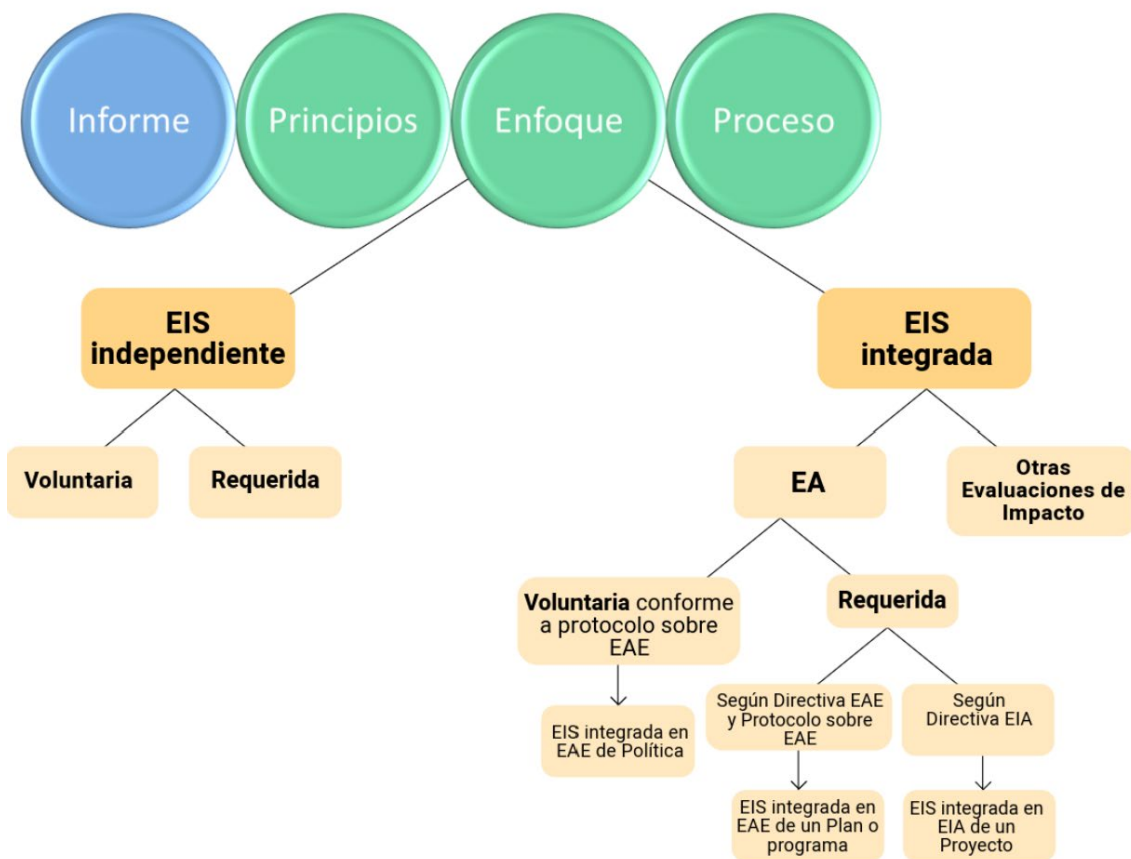 Informe
Principios
Enfoque
Proceso
EIS
independiente
EIS
integrada
Voluntaria
Requerida
EA
Otras
Evaluaciones de
Impacto
Voluntaria conforme
a protocolo sobre
EAE
Requerida
EIS integrada en
EAE de Política
Según Directiva EAE
y Protocolo sobre
EAE
Según
Directiva EIA
EIS integrada en
EAE de un Plan o
programa
EIS integrada en
EIA de un
Proyecto